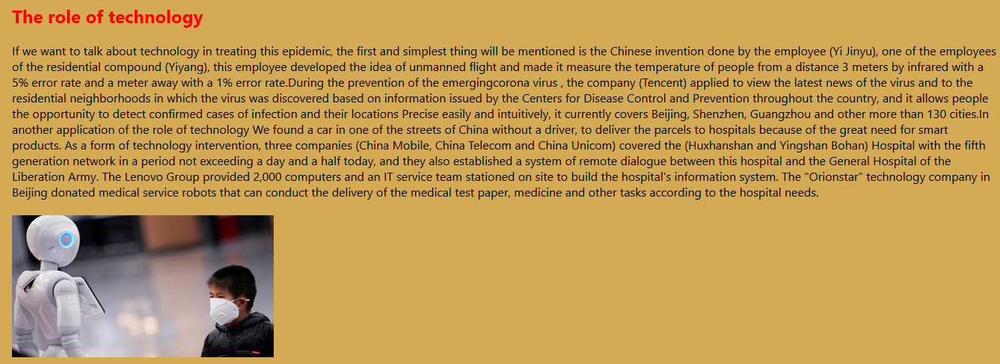 The role of technology
If we want to talk about technology in treating this epidemic, the first and simplest thing will be mentioned is the Chinese invention done by the employee (Yi Jinyu), one of the employees
of the residential compound (Yiyang), this employee developed the idea of unmanned flight and made it measure the temperature of people from a distance 3 meters by infrared with a
5% error rate and a meter away with a 1% error rate.During the prevention of the emergingcorona virus , the company (Tencent) applied to view the latest news of the virus and to the
residential neighborhoods in which the virus was discovered based on information issued by the Centers for Disease Control and Prevention throughout the country, and it allows people
the opportunity to detect confirmed cases of infection and their locations Precise easily and intuitively, it currently covers Beijing, Shenzhen, Guangzhou and other more than 130 cities.In
another application of the role of technology We found a car in one of the streets of China without a driver, to deliver the parcels to hospitals because of the great need for smart
products. As a form of technology intervention, three companies (China Mobile, China Telecom and China Unicom) covered the (Huxhanshan and Yingshan Bohan) Hospital with the fifth
generation network in a period not exceeding a day and a half today, and they also established a system of remote dialogue between this hospital and the General Hospital of the
Liberation Army. The Lenovo Group provided 2,000 computers and an IT service team stationed on site to build the hospital's information system. The "Orionstar" technology company in
Beijing donated medical service robots that can conduct the delivery of the medical test paper, medicine and other tasks according to the hospital needs.